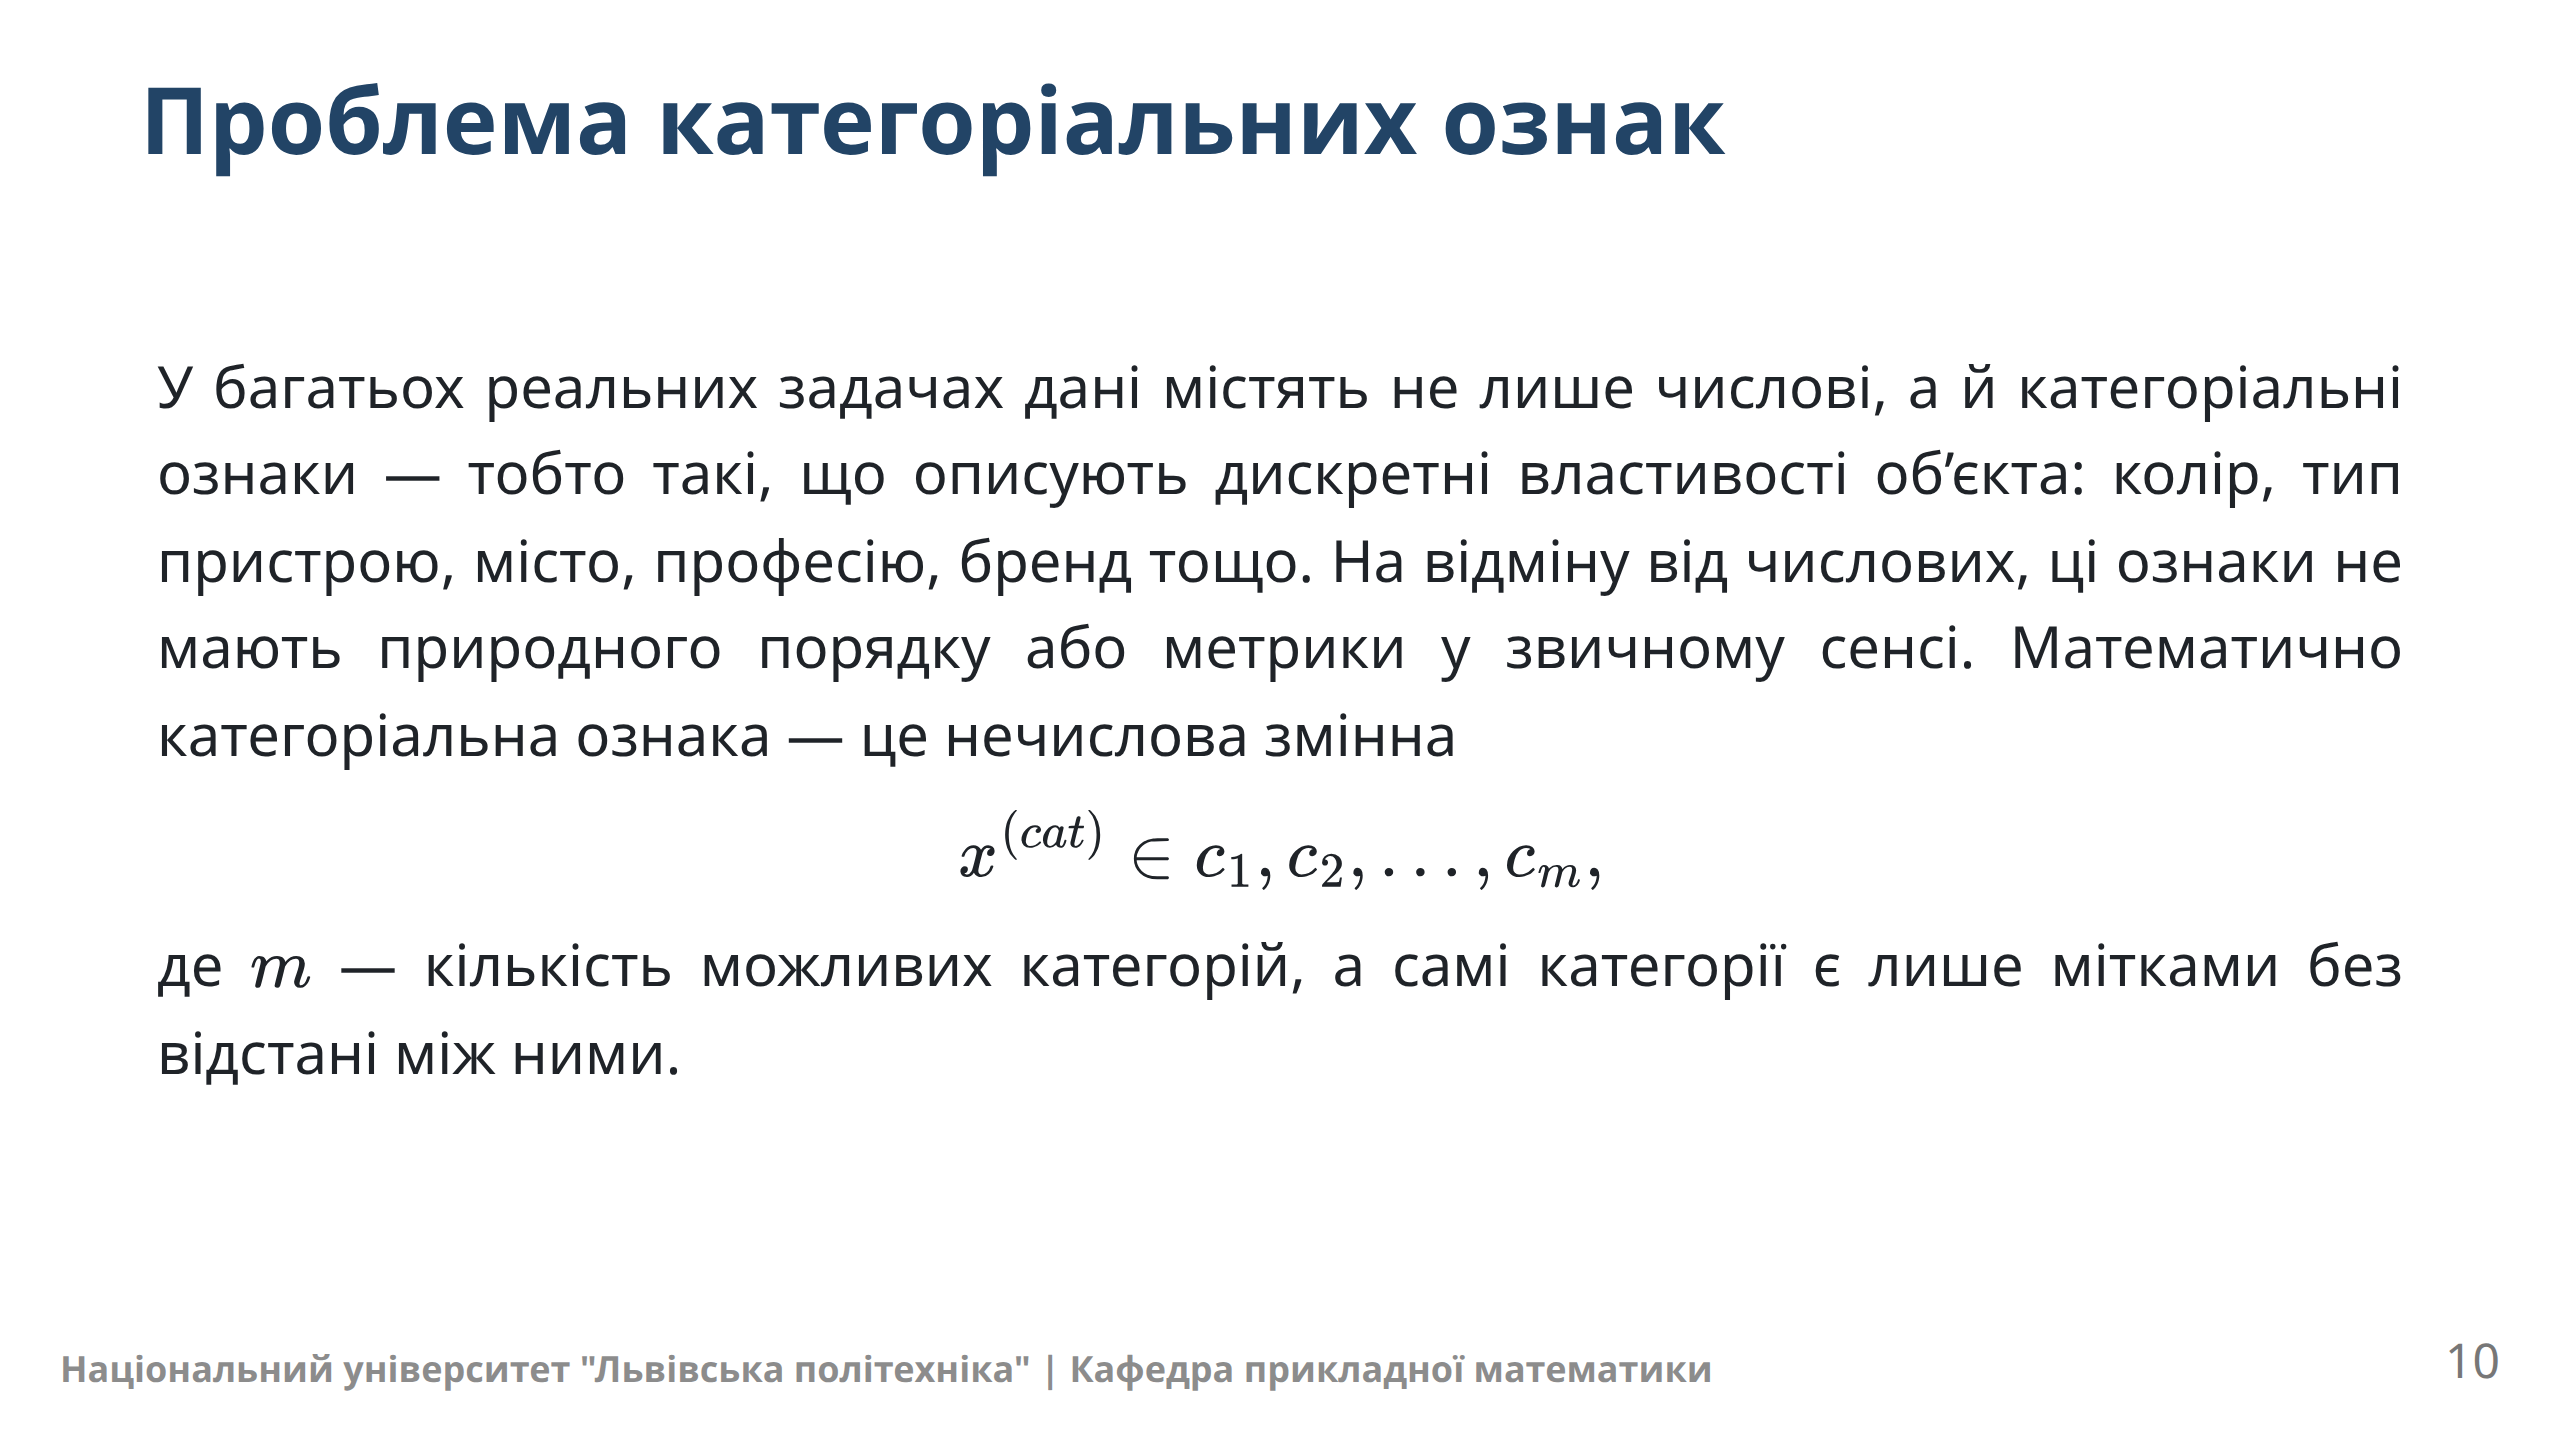 Проблема категоріальних ознак
У багатьох реальних задачах дані містять не лише числові, а й категоріальні
ознаки — тобто такі, що описують дискретні властивості об’єкта: колір, тип
пристрою, місто, професію, бренд тощо. На відміну від числових, ці ознаки не
мають природного порядку або метрики у звичному сенсі. Математично
категоріальна ознака — це нечислова змінна
$x^{(cat)} \in c_1, c_2, \ldots, c_m,$
де $m$ — кількість можливих категорій, а самі категорії є лише мітками без
відстані між ними.
Національний університет "Львівська політехніка" | Кафедра прикладної математики
10